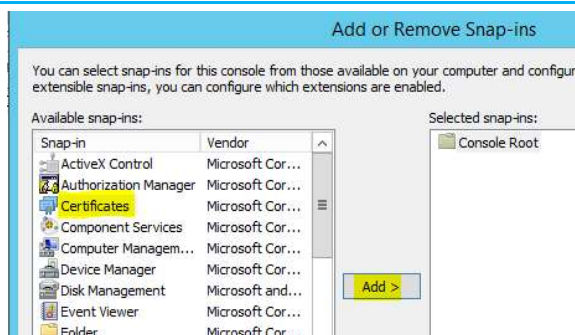 Add or Remove Snap-ins
You can select snap-ins for this console from those available on your computer and configur
extensible snap-ins, you can configure which extensions are enabled.
Available snap-ins:
Selected snap-ins:
Snap-in Vendor
Console Root
ActiveX Control Microsoft Cor...
Authorization Manager Microsoft Cor...
Certificates Microsoft Cor...
Component Services Microsoft Cor...
Computer Managem... Microsoft Cor...
Device Manager Microsoft Cor...
Disk Management Microsoft and...
Add >
Event Viewer Microsoft Cor...
Folder Microsoft Cor...